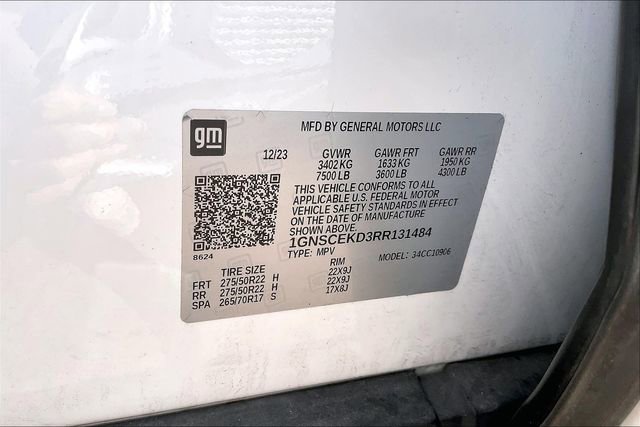 gm
MFD BY GENERAL MOTORS LLC
12/23 GVWR GAWR FRT GAWR RR
3402 KG 1633 KG 1950 KG
7500 LB 3600 LB 4300 LB
THIS VEHICLE CONFORMS TO ALL
APPLICABLE U.S. FEDERAL MOTOR
VEHICLE SAFETY STANDARDS IN EFFECT
ON THE DATE OF MANUFACTURE
SHOWN ABOVE.
1GNSCEKD3RR131484
8624 TYPE: MPV MODEL: 34CC10906
TIRE SIZE RIM
FRT 275/50R22 H 22X9J
RR 275/50R22 H 22X9J
SPA 265/70R17 S 17X8J